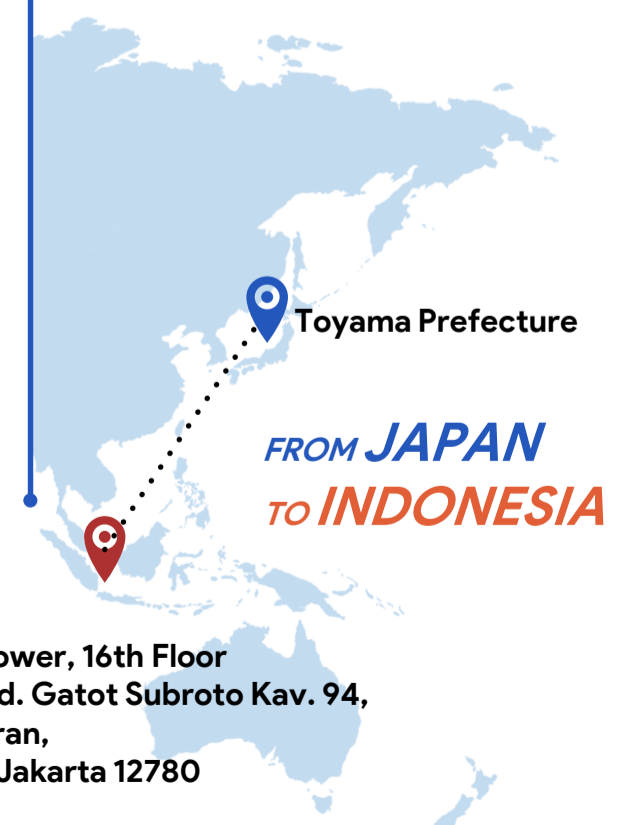 Toyama Prefecture
FROM JAPAN
TO INDONESIA
ower, 16th Floor
d. Gatot Subroto Kav. 94,
ran,
Jakarta 12780